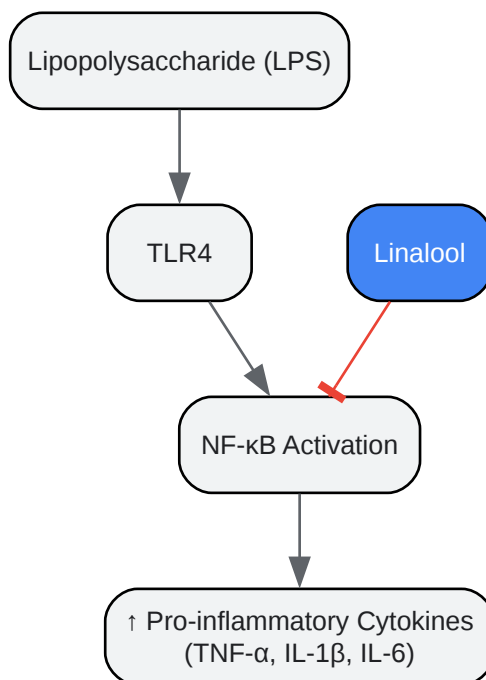 Lipopolysaccharide (LPS)
TLR4
Linalool
NF-κB Activation
↑ Pro-inflammatory Cytokines
(TNF-α, IL-1β, IL-6)